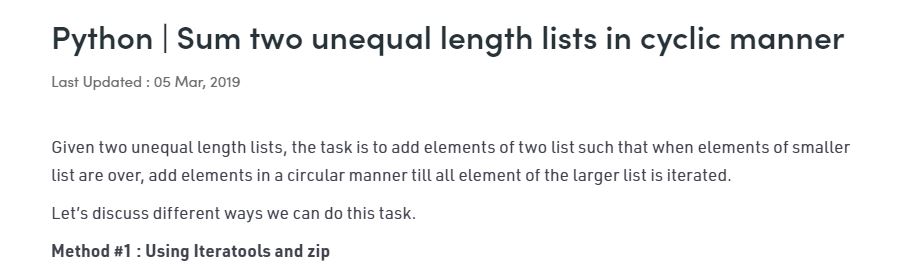 Python | Sum two unequal length lists in cyclic manner
Last Updated : 05 Mar, 2019
Given two unequal length lists, the task is to add elements of two list such that when elements of smaller
list are over, add elements in a circular manner till all element of the larger list is iterated.
Let’s discuss different ways we can do this task.
Method #1 : Using Iteratools and zip